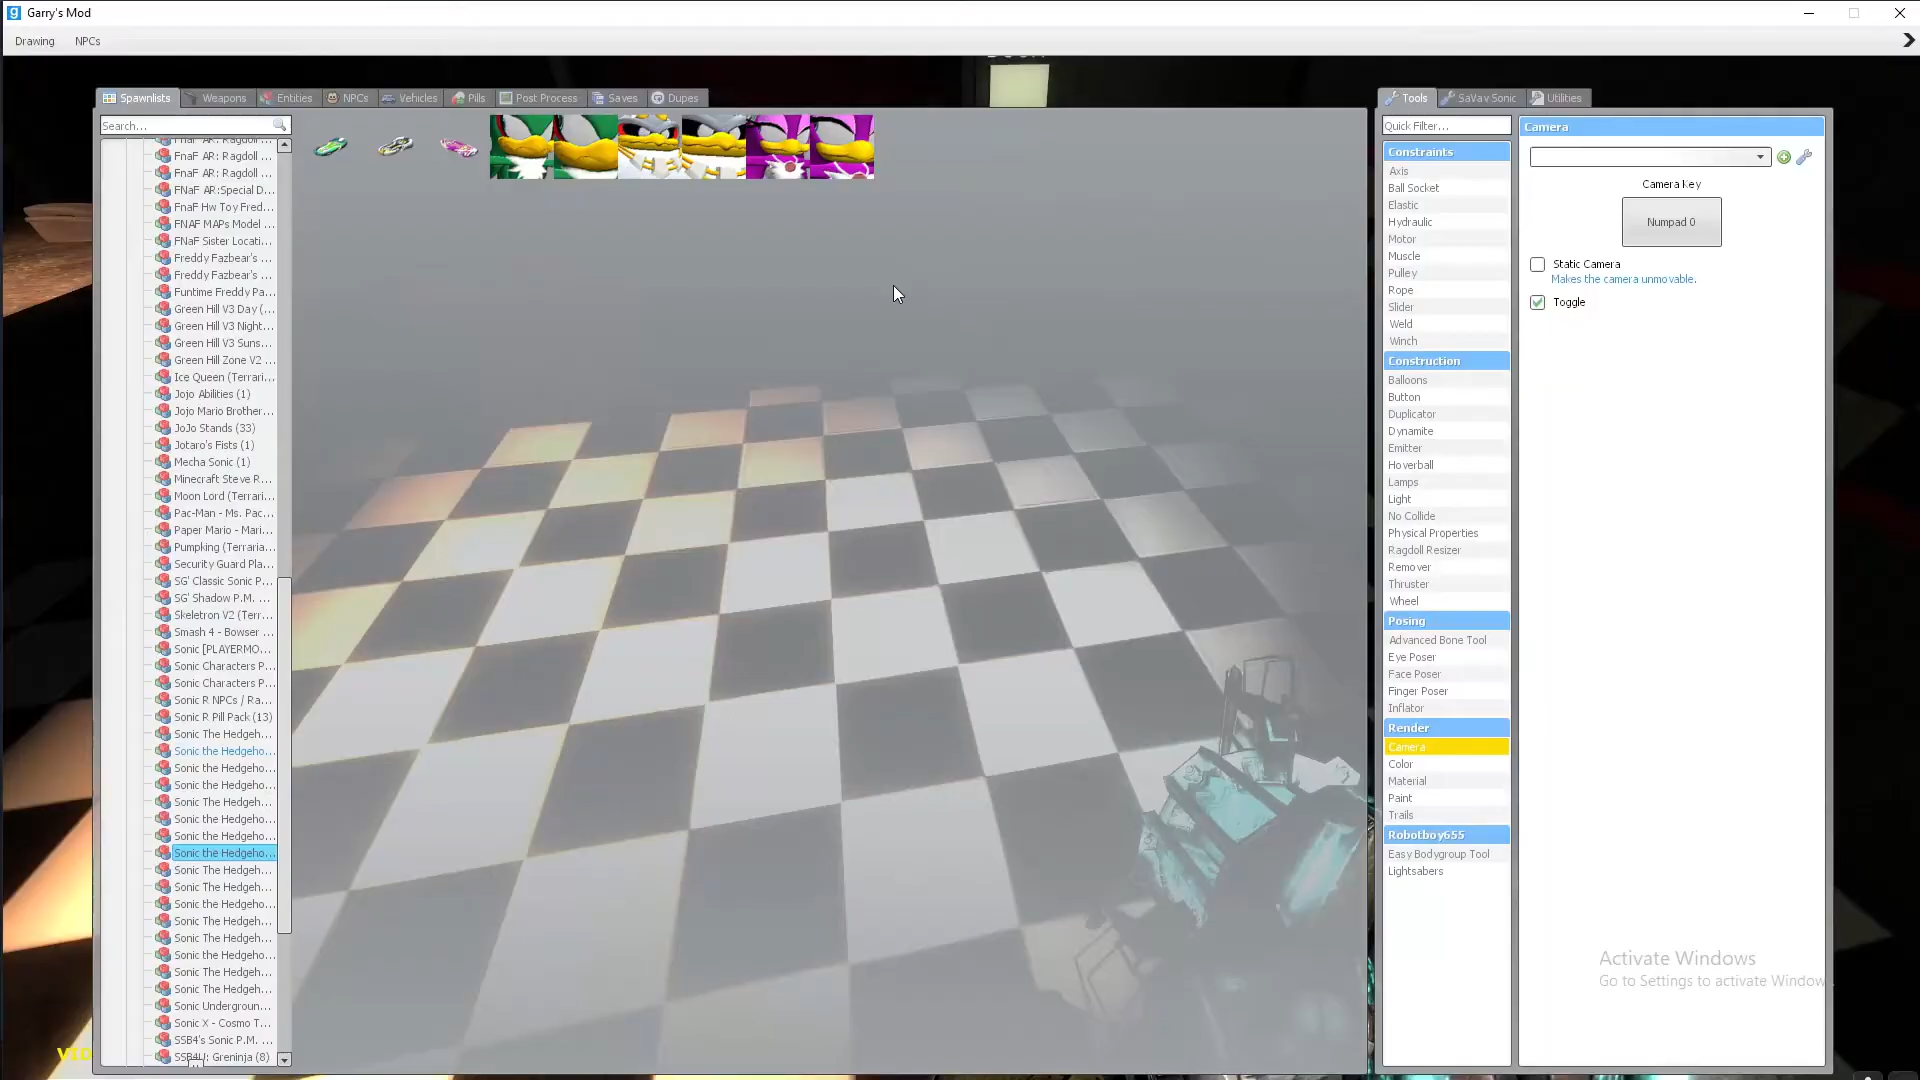 Garry's Mod
Drawing NPCs
Spawnlists Weapons Entities NPCs Vehicles Pills Post Process Saves Dupes
Search...
FnaF AR: Ragdoll ...
FnaF AR: Ragdoll ...
FnaF AR: Ragdoll ...
FNaF AR:Special D...
FnaF Hw Toy Fred...
FNAF MAPs Model ...
FNaF Sister Locati...
Freddy Fazbear's ...
Freddy Fazbear's ...
Funtime Freddy Pa...
Green Hill V3 Day (...
Green Hill V3 Night...
Green Hill V3 Suns...
Green Hill Zone V2 ...
Ice Queen (Terrari...
Jojo Abilities (1)
Jojo Mario Brother...
JoJo Stands (33)
Jotaro's Fists (1)
Mecha Sonic (1)
Minecraft Steve R...
Moon Lord (Terrari...
Pac-Man - Ms. Pac...
Paper Mario - Mari...
Pumpking (Terraria...
Security Guard Pla...
SG' Classic Sonic P...
SG' Shadow P.M. ...
Skeletron V2 (Terr...
Smash 4 - Bowser ...
Sonic [PLAYERMO...
Sonic Characters P...
Sonic Characters P...
Sonic R NPCs / Ra...
Sonic R Pill Pack (13)
Sonic The Hedgeh...
Sonic the Hedgeho...
Sonic the Hedgeho...
Sonic the Hedgeho...
Sonic The Hedgeh...
Sonic the Hedgeho...
Sonic the Hedgeho...
Sonic the Hedgeho...
Sonic The Hedgeh...
Sonic The Hedgeh...
Sonic the Hedgeho...
Sonic The Hedgeh...
Sonic The Hedgeh...
Sonic the Hedgeho...
Sonic The Hedgeh...
Sonic The Hedgeh...
Sonic Undergroun...
Sonic X - Cosmo T...
SSB4's Sonic P.M. ...
SSB4U: Greninja (8)
VID
Tools SaVav Sonic Utilities
Quick Filter...
Constraints
Axis
Ball Socket
Elastic
Hydraulic
Motor
Muscle
Pulley
Rope
Slider
Weld
Winch
Construction
Balloons
Button
Duplicator
Dynamite
Emitter
Hoverball
Lamps
Light
No Collide
Physical Properties
Ragdoll Resizer
Remover
Thruster
Wheel
Posing
Advanced Bone Tool
Eye Poser
Face Poser
Finger Poser
Inflator
Render
Camera
Color
Material
Paint
Trails
Robotboy655
Easy Bodygroup Tool
Lightsabers
Camera
Camera Key
Numpad 0
Static Camera
Makes the camera unmovable.
Toggle
Activate Windows
Go to Settings to activate Window